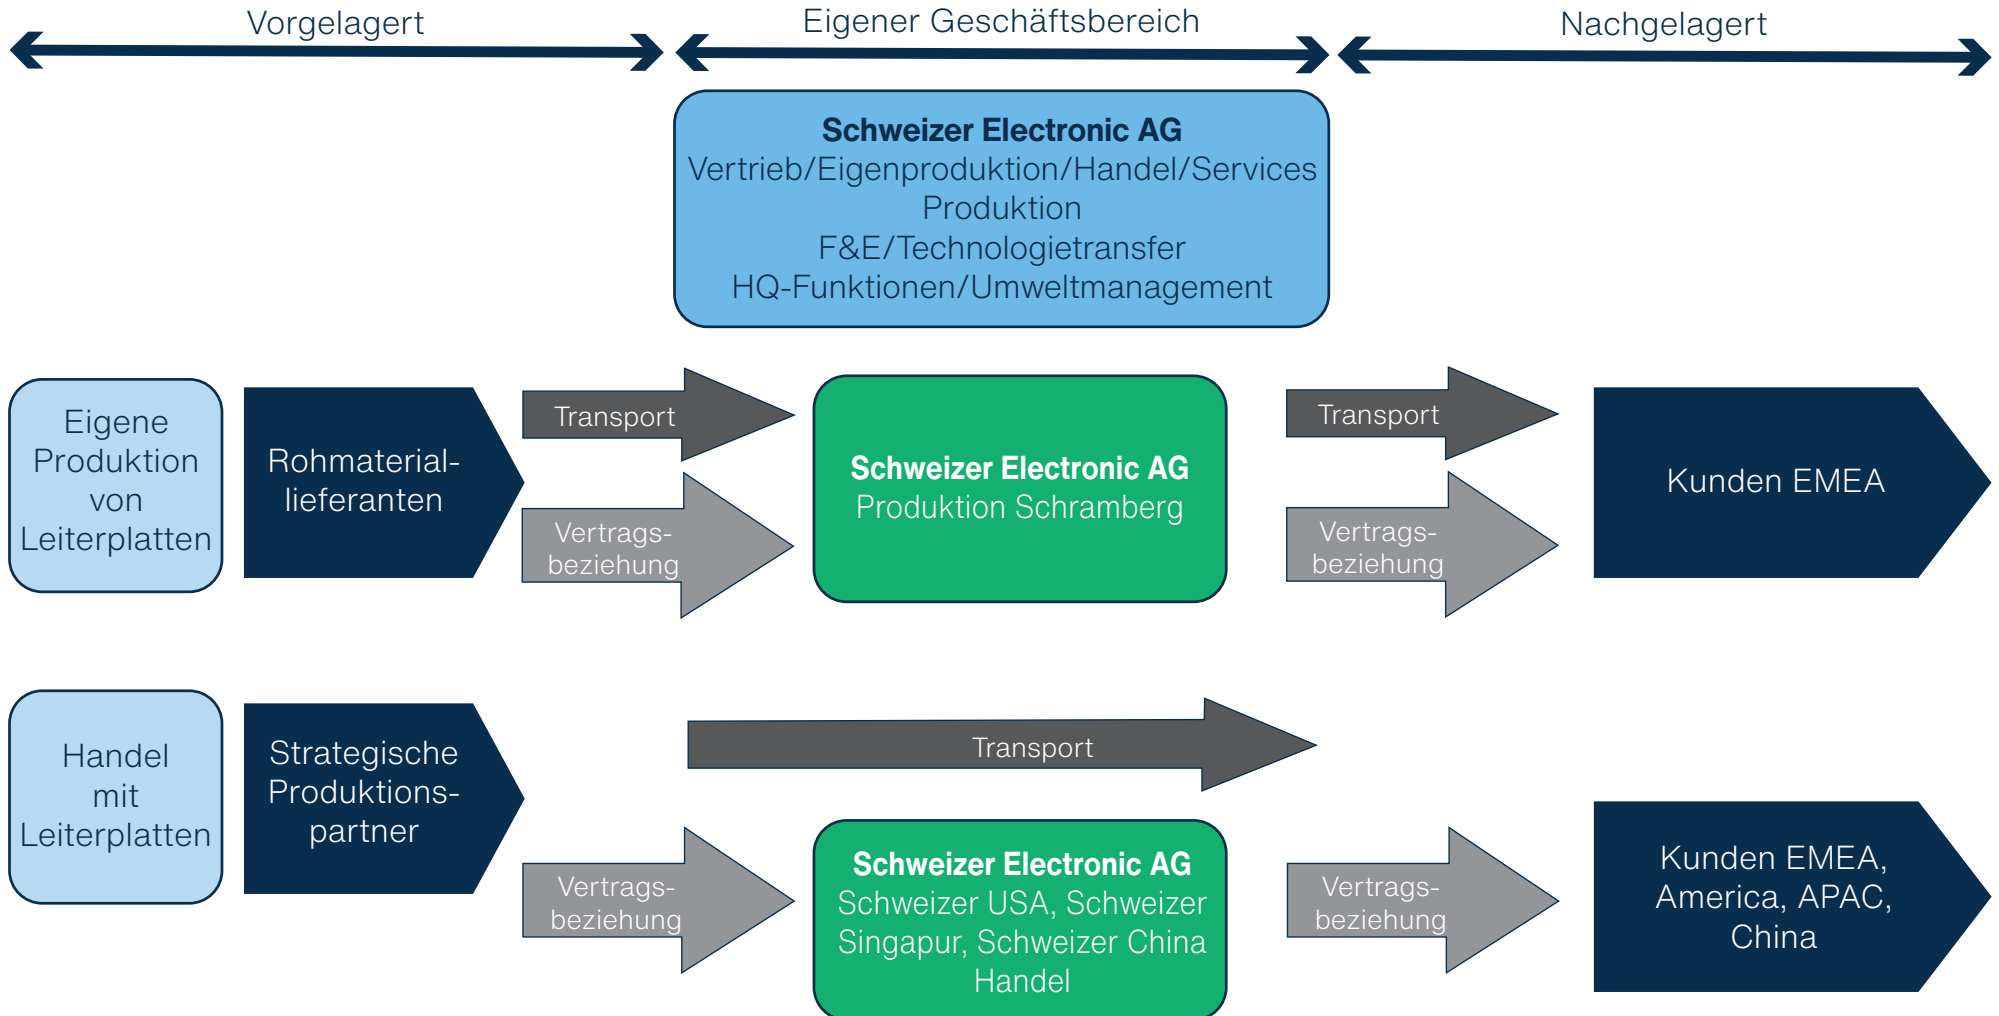 Vorgelagert
Eigener Geschäftsbereich
Nachgelagert
Schweizer Electronic AG
Vertrieb/Eigenproduktion/Handel/Services
Produktion
F&E/Technologietransfer
HQ-Funktionen/Umweltmanagement
Eigene
Produktion
von
Leiterplatten
Rohmaterial-
lieferanten
Transport
Vertrags-
beziehung
Schweizer Electronic AG
Produktion Schramberg
Transport
Vertrags-
beziehung
Kunden EMEA
Handel
mit
Leiterplatten
Strategische
Produktions-
partner
Transport
Vertrags-
beziehung
Schweizer Electronic AG
Schweizer USA, Schweizer
Singapur, Schweizer China
Handel
Vertrags-
beziehung
Kunden EMEA,
America, APAC,
China